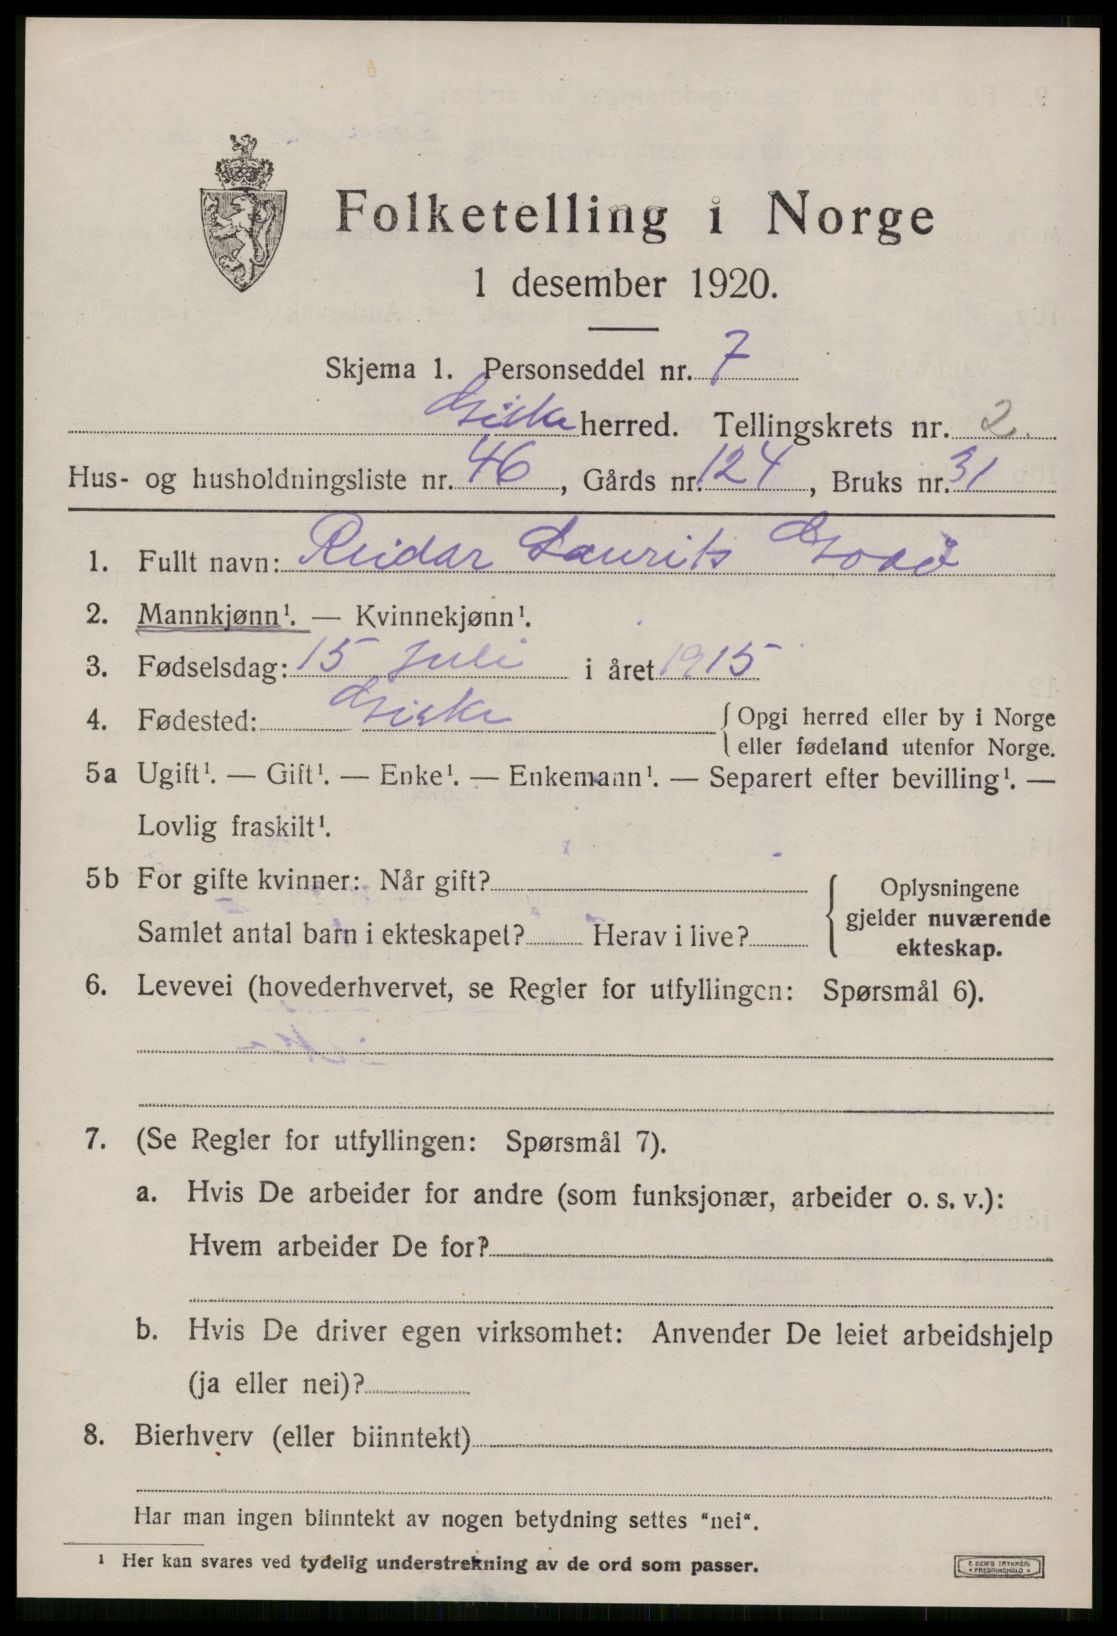 Folketelling i Norge
1 desember 1920.
Skjema 1. Personseddel nr. 7
Giske herred. Tellingskrets nr. 2.
Hus- og husholdningsliste nr. 46, Gårds nr. 124, Bruks nr. 31
1. Fullt navn: Reidar Laurits Godø
2. Mannkjønn¹. — Kvinnekjønn¹.
3. Fødselsdag: 15 juli i året 1915
4. Fødested: Giske { Opgi herred eller by i Norge
eller fødeland utenfor Norge.
5a Ugift¹. — Gift¹. — Enke¹. — Enkemann¹. — Separert efter bevilling¹. —
Lovlig fraskilt¹.
5b For gifte kvinner: Når gift?
Samlet antal barn i ekteskapet? Herav i live?
{ Oplysningene
gjelder nuværende
ekteskap.
6. Levevei (hovederhvervet, se Regler for utfyllingen: Spørsmål 6).
7. (Se Regler for utfyllingen: Spørsmål 7).
a. Hvis De arbeider for andre (som funksjonær, arbeider o. s. v.):
Hvem arbeider De for?
b. Hvis De driver egen virksomhet: Anvender De leiet arbeidshjelp
(ja eller nei)?
8. Bierhverv (eller biinntekt)
Har man ingen biinntekt av nogen betydning settes "nei".
¹ Her kan svares ved tydelig understrekning av de ord som passer.
E SEM'S TRYKKERI
• FREDRIKSHALD •